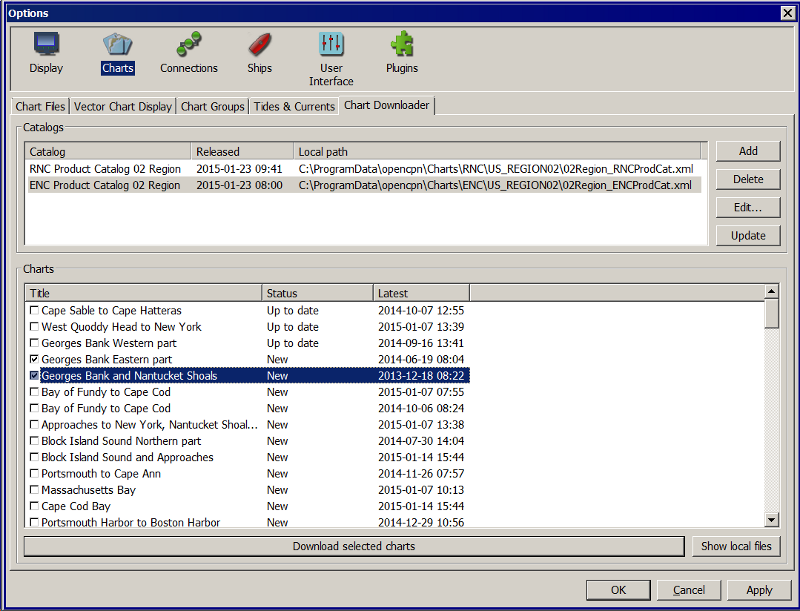 Options
Display Charts Connections Ships User Interface Plugins
Chart Files Vector Chart Display Chart Groups Tides & Currents Chart Downloader
Catalogs
Catalog Released Local path
RNC Product Catalog 02 Region 2015-01-23 09:41 C:\ProgramData\opencpn\Charts\RNC\US_REGION02\02Region_RNCProdCat.xml
ENC Product Catalog 02 Region 2015-01-23 08:00 C:\ProgramData\opencpn\Charts\ENC\US_REGION02\02Region_ENCProdCat.xml
Add
Delete
Edit...
Update
Charts
Title Status Latest
Cape Sable to Cape Hatteras Up to date 2014-10-07 12:55
West Quoddy Head to New York Up to date 2015-01-07 13:39
Georges Bank Western part Up to date 2014-09-16 13:41
Georges Bank Eastern part New 2014-06-19 08:04
Georges Bank and Nantucket Shoals New 2013-12-18 08:22
Bay of Fundy to Cape Cod New 2015-01-07 07:55
Bay of Fundy to Cape Cod New 2014-10-06 08:24
Approaches to New York, Nantucket Shoal... New 2015-01-07 13:38
Block Island Sound Northern part New 2014-07-30 14:04
Block Island Sound and Approaches New 2015-01-14 15:44
Portsmouth to Cape Ann New 2014-11-26 07:57
Massachusetts Bay New 2015-01-07 10:13
Cape Cod Bay New 2015-01-14 15:44
Portsmouth Harbor to Boston Harbor New 2014-12-29 10:56
Download selected charts Show local files
OK Cancel Apply